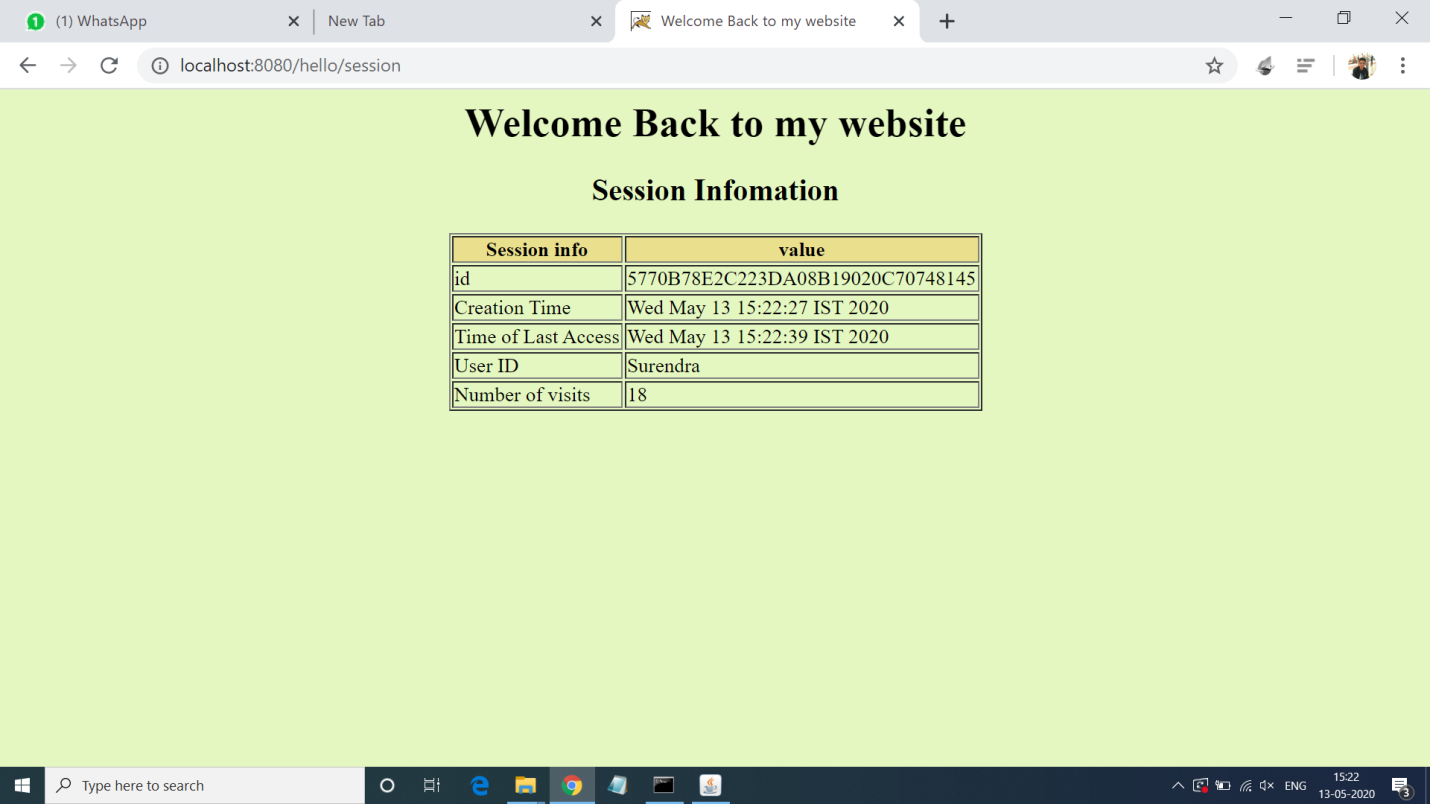 1 (1) WhatsApp New Tab Welcome Back to my website
localhost:8080/hello/session
Welcome Back to my website
Session Infomation
Session info value
id 5770B78E2C223DA08B19020C70748145
Creation Time Wed May 13 15:22:27 IST 2020
Time of Last Access Wed May 13 15:22:39 IST 2020
User ID Surendra
Number of visits 18
Type here to search
ENG
15:22
13-05-2020
3